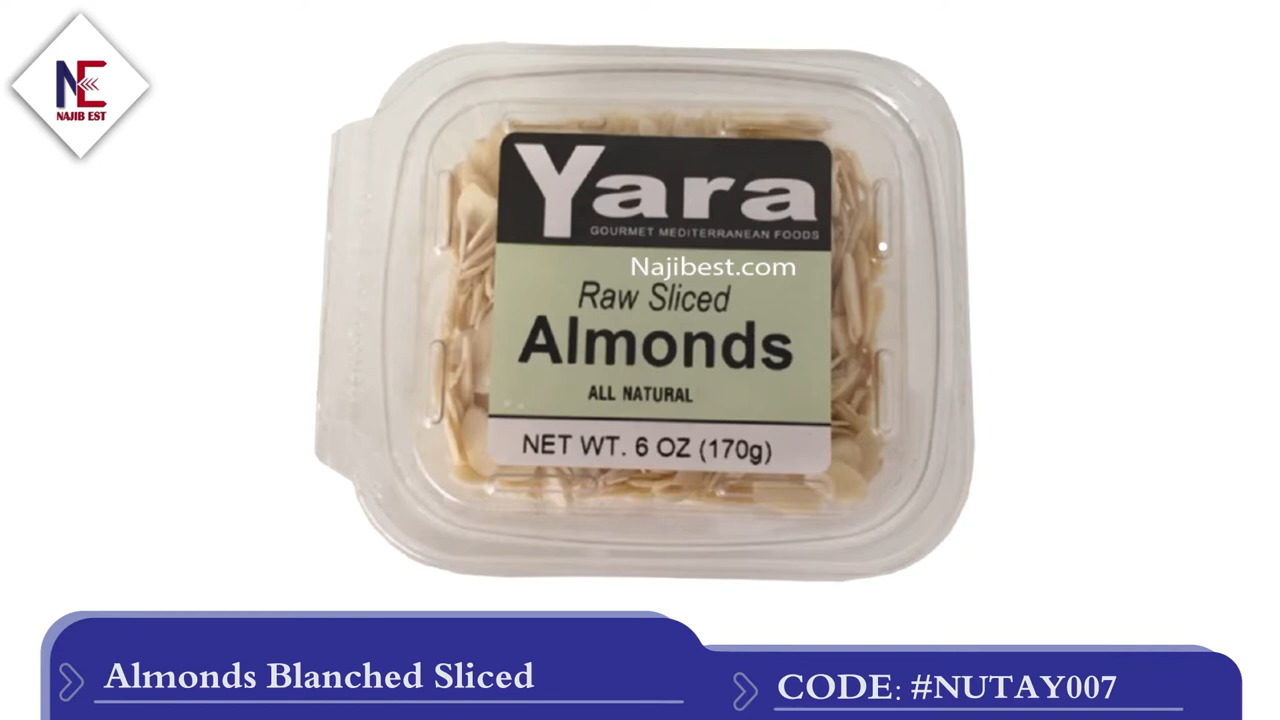 NE
NAJIB EST
Yara
GOURMET MEDITERRANEAN FOODS
Najibest.com
Raw Sliced
Almonds
ALL NATURAL
NET WT. 6 OZ (170g)
Almonds Blanched Sliced
CODE: #NUTAY007